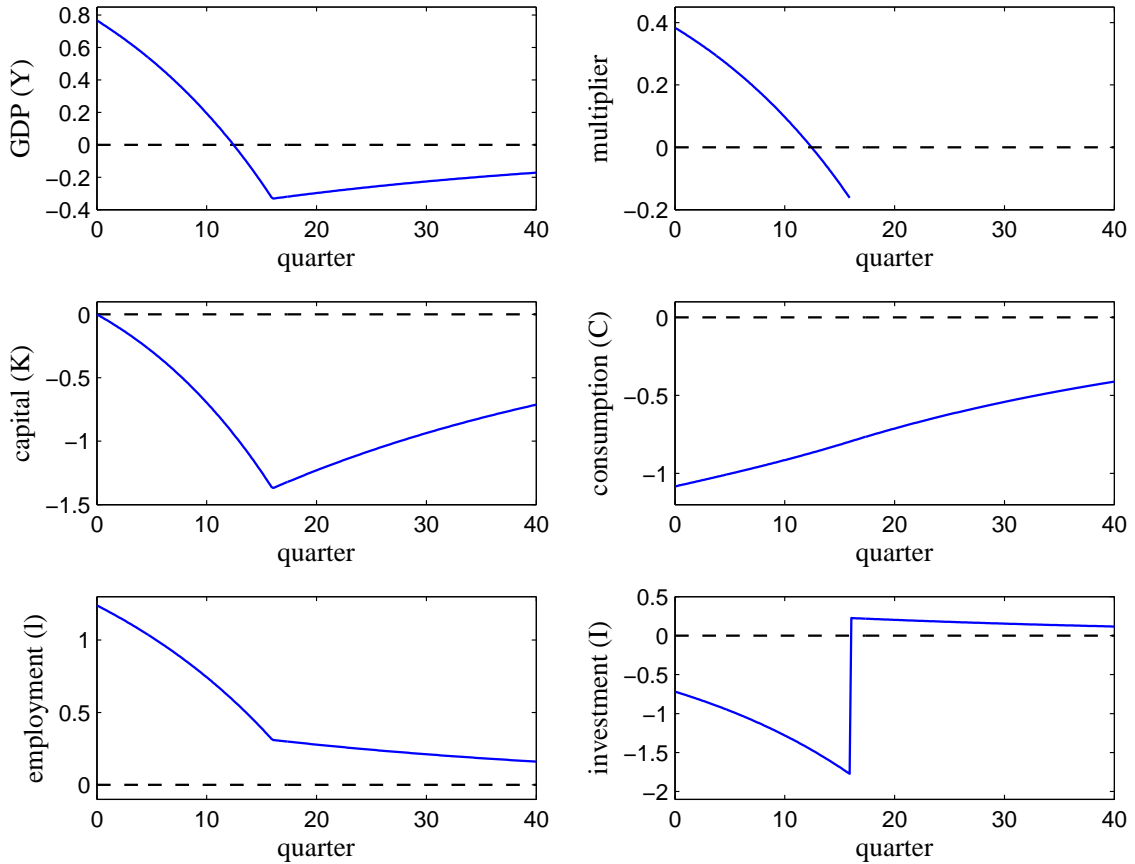 GDP (Y)
0.8
0.6
0.4
0.2
0
−0.2
−0.4
0 10 20 30 40
quarter
multiplier
0.4
0.2
0
−0.2
0 10 20 30 40
quarter
capital (K)
0
−0.5
−1
−1.5
0 10 20 30 40
quarter
consumption (C)
0
−0.5
−1
0 10 20 30 40
quarter
employment (l)
1
0.5
0
0 10 20 30 40
quarter
investment (I)
0.5
0
−0.5
−1
−1.5
−2
0 10 20 30 40
quarter